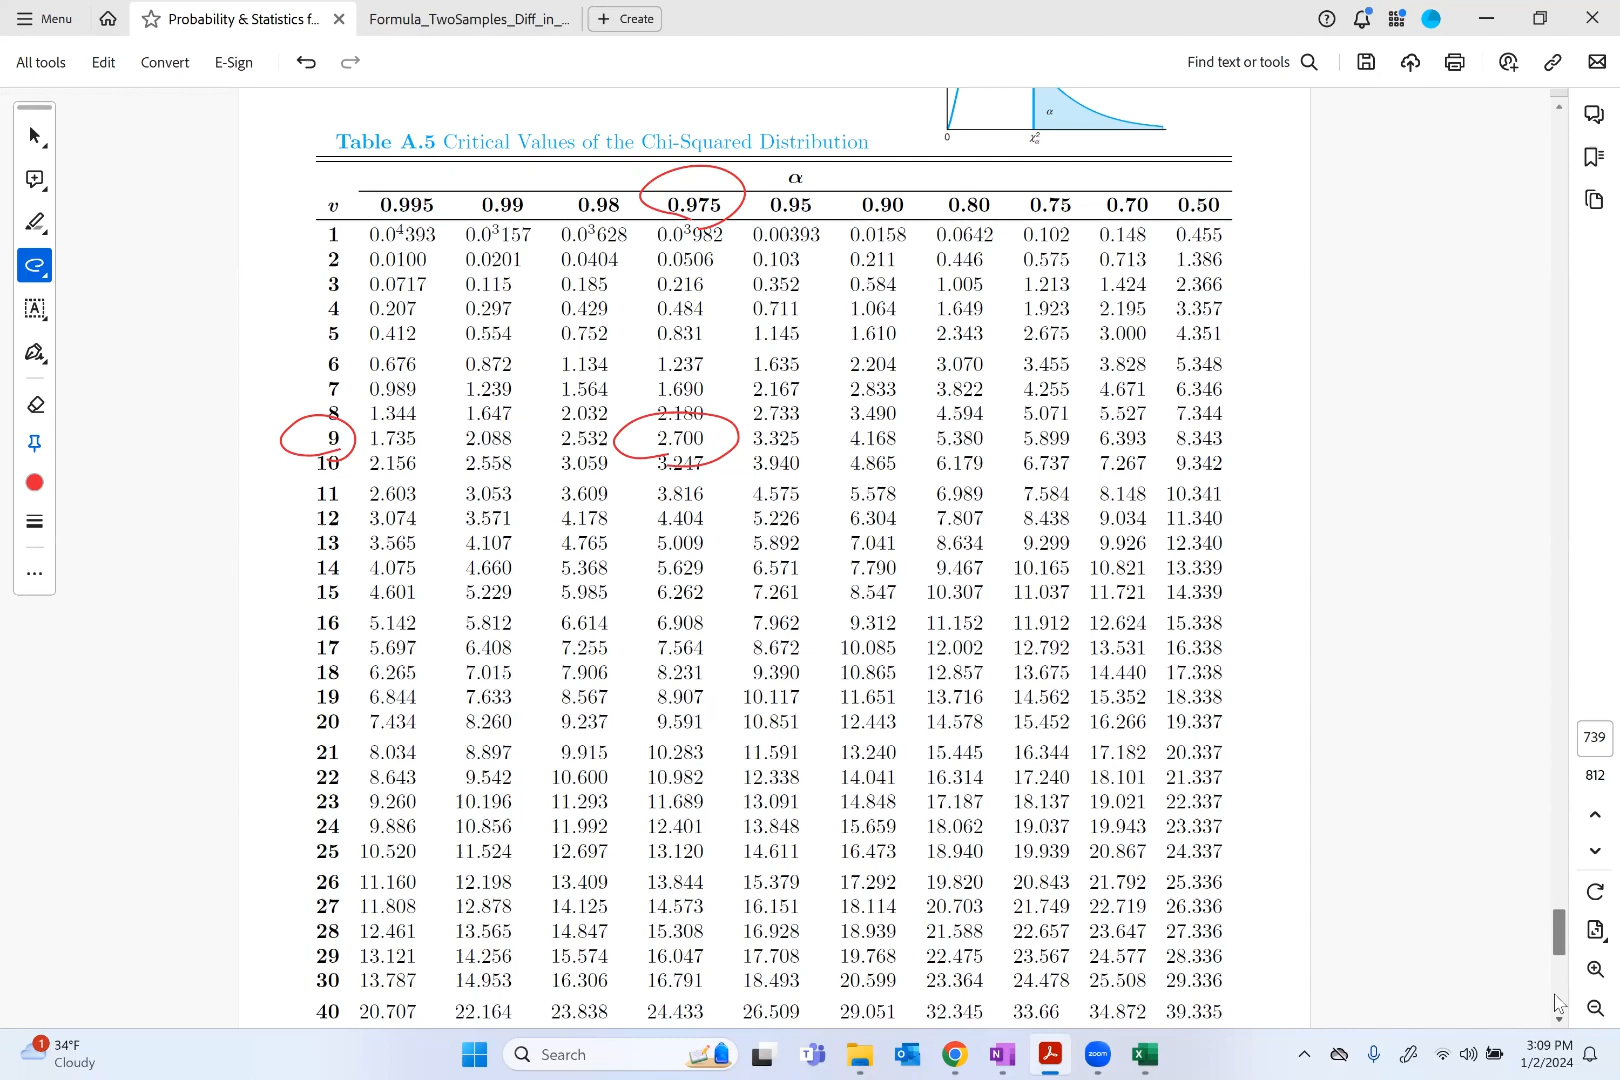 Menu Probability & Statistics f... Formula_TwoSamples_Diff_in_... + Create
All tools Edit Convert E-Sign Find text or tools
Table A.5 Critical Values of the Chi-Squared Distribution
0 χ²α α
α
v 0.995 0.99 0.98 0.975 0.95 0.90 0.80 0.75 0.70 0.50
1 0.0⁴393 0.0³157 0.0³628 0.0³982 0.00393 0.0158 0.0642 0.102 0.148 0.455
2 0.0100 0.0201 0.0404 0.0506 0.103 0.211 0.446 0.575 0.713 1.386
3 0.0717 0.115 0.185 0.216 0.352 0.584 1.005 1.213 1.424 2.366
4 0.207 0.297 0.429 0.484 0.711 1.064 1.649 1.923 2.195 3.357
5 0.412 0.554 0.752 0.831 1.145 1.610 2.343 2.675 3.000 4.351
6 0.676 0.872 1.134 1.237 1.635 2.204 3.070 3.455 3.828 5.348
7 0.989 1.239 1.564 1.690 2.167 2.833 3.822 4.255 4.671 6.346
8 1.344 1.647 2.032 2.180 2.733 3.490 4.594 5.071 5.527 7.344
9 1.735 2.088 2.532 2.700 3.325 4.168 5.380 5.899 6.393 8.343
10 2.156 2.558 3.059 3.247 3.940 4.865 6.179 6.737 7.267 9.342
11 2.603 3.053 3.609 3.816 4.575 5.578 6.989 7.584 8.148 10.341
12 3.074 3.571 4.178 4.404 5.226 6.304 7.807 8.438 9.034 11.340
13 3.565 4.107 4.765 5.009 5.892 7.041 8.634 9.299 9.926 12.340
14 4.075 4.660 5.368 5.629 6.571 7.790 9.467 10.165 10.821 13.339
15 4.601 5.229 5.985 6.262 7.261 8.547 10.307 11.037 11.721 14.339
16 5.142 5.812 6.614 6.908 7.962 9.312 11.152 11.912 12.624 15.338
17 5.697 6.408 7.255 7.564 8.672 10.085 12.002 12.792 13.531 16.338
18 6.265 7.015 7.906 8.231 9.390 10.865 12.857 13.675 14.440 17.338
19 6.844 7.633 8.567 8.907 10.117 11.651 13.716 14.562 15.352 18.338
20 7.434 8.260 9.237 9.591 10.851 12.443 14.578 15.452 16.266 19.337
21 8.034 8.897 9.915 10.283 11.591 13.240 15.445 16.344 17.182 20.337
22 8.643 9.542 10.600 10.982 12.338 14.041 16.314 17.240 18.101 21.337
23 9.260 10.196 11.293 11.689 13.091 14.848 17.187 18.137 19.021 22.337
24 9.886 10.856 11.992 12.401 13.848 15.659 18.062 19.037 19.943 23.337
25 10.520 11.524 12.697 13.120 14.611 16.473 18.940 19.939 20.867 24.337
26 11.160 12.198 13.409 13.844 15.379 17.292 19.820 20.843 21.792 25.336
27 11.808 12.878 14.125 14.573 16.151 18.114 20.703 21.749 22.719 26.336
28 12.461 13.565 14.847 15.308 16.928 18.939 21.588 22.657 23.647 27.336
29 13.121 14.256 15.574 16.047 17.708 19.768 22.475 23.567 24.577 28.336
30 13.787 14.953 16.306 16.791 18.493 20.599 23.364 24.478 25.508 29.336
40 20.707 22.164 23.838 24.433 26.509 29.051 32.345 33.66 34.872 39.335
739
812
1 34°F
Cloudy
Search
zoom
3:09 PM
1/2/2024